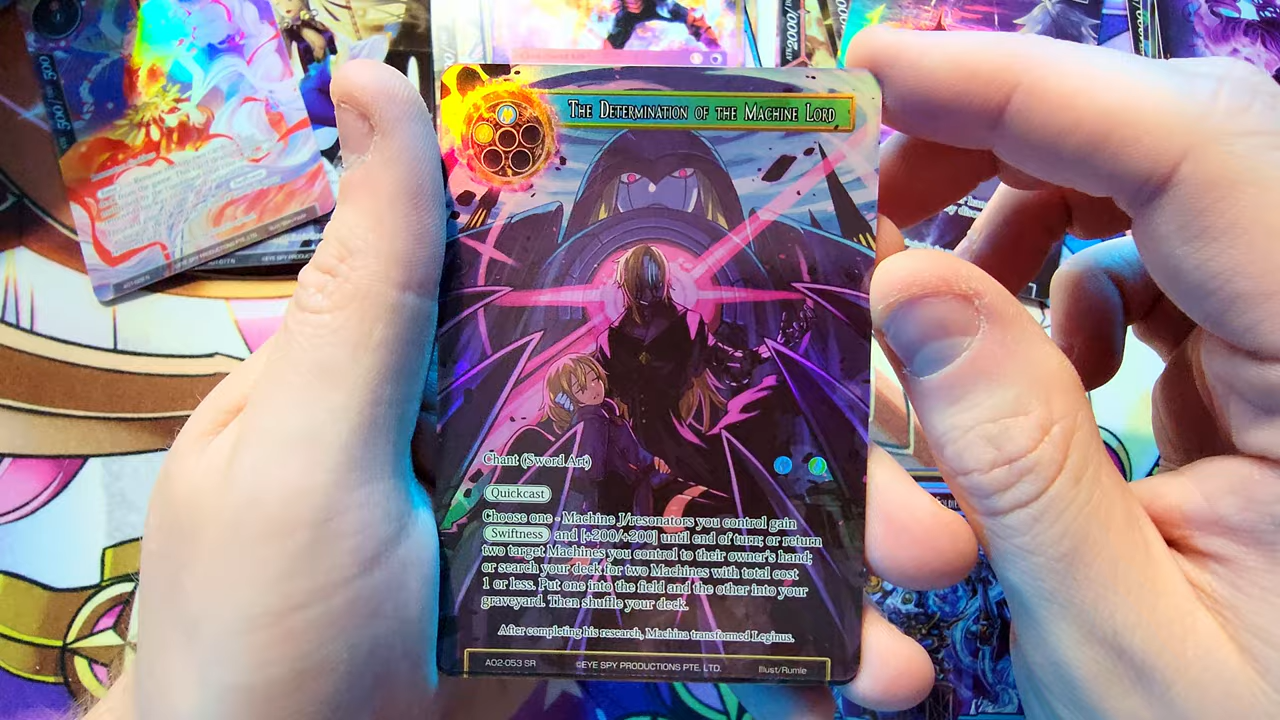 THE DETERMINATION OF THE MACHINE LORD
Chant (Sword Art)
Quickcast
Choose one - Machine J/resonators you control gain
Swiftness and [+200/+200] until end of turn; or return
two target Machines you control to their owner's hand;
or search your deck for two Machines with total cost
1 or less. Put one into the field and the other into your
graveyard. Then shuffle your deck.
After completing his research, Machina transformed Leginus.
AO2-053 SR ©EYE SPY PRODUCTIONS PTE. LTD. Illust/Rumie
500/ 500